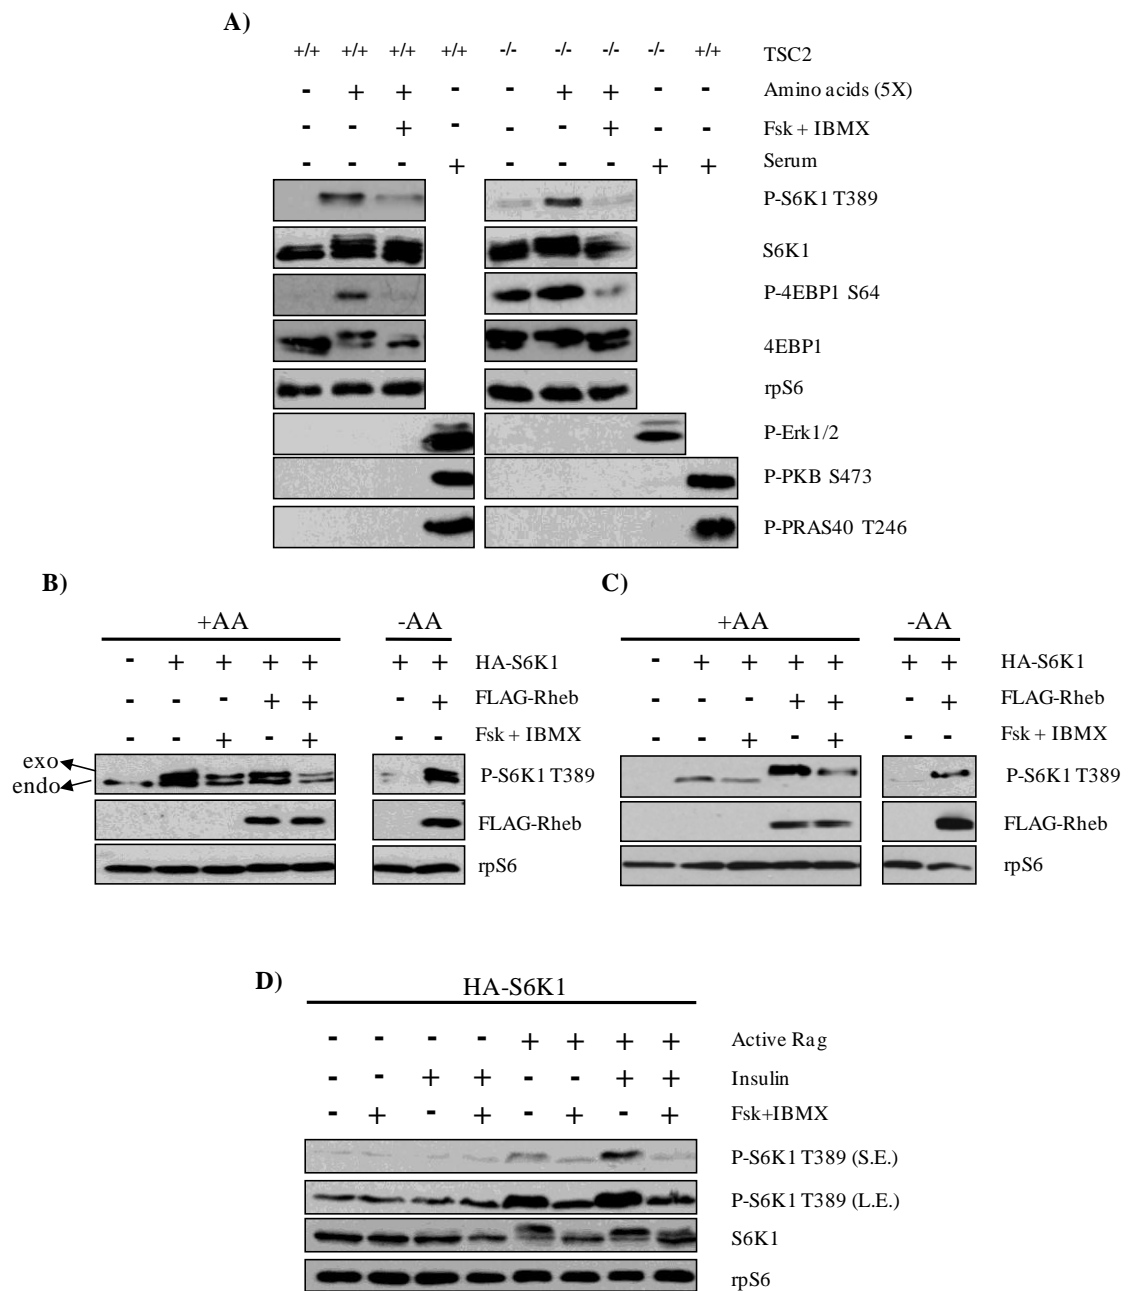 A)
+/+ +/+ +/+ +/+ -/- -/- -/- -/- +/+ TSC2
- + + - - + + - - Amino acids (5X)
- - + - - - + - - Fsk + IBMX
- - - + - - - + + Serum
P-S6K1 T389
S6K1
P-4EBP1 S64
4EBP1
rpS6
P-Erk1/2
P-PKB S473
P-PRAS40 T246
B)
+AA -AA
- + + + + + + HA-S6K1
- - - + + - + FLAG-Rheb
- - + - + - - Fsk + IBMX
exo
endo
P-S6K1 T389
FLAG-Rheb
rpS6
C)
+AA -AA
- + + + + + + HA-S6K1
- - - + + - + FLAG-Rheb
- - + - + - - Fsk + IBMX
P-S6K1 T389
FLAG-Rheb
rpS6
D)
HA-S6K1
- - - - + + + + Active Rag
- - + + - - + + Insulin
- + - + - + - + Fsk+IBMX
P-S6K1 T389 (S.E.)
P-S6K1 T389 (L.E.)
S6K1
rpS6